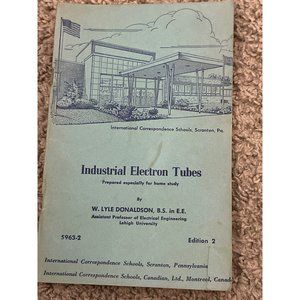 International Correspondence Schools, Scranton, Pa.
Industrial Electron Tubes
Prepared especially for home study
By
W. LYLE DONALDSON, B.S. in E.E.
Assistant Professor of Electrical Engineering
Lehigh University
5963-2 Edition 2
International Correspondence Schools, Scranton, Pennsylvania
International Correspondence Schools, Canadian, Ltd., Montreal, Canad